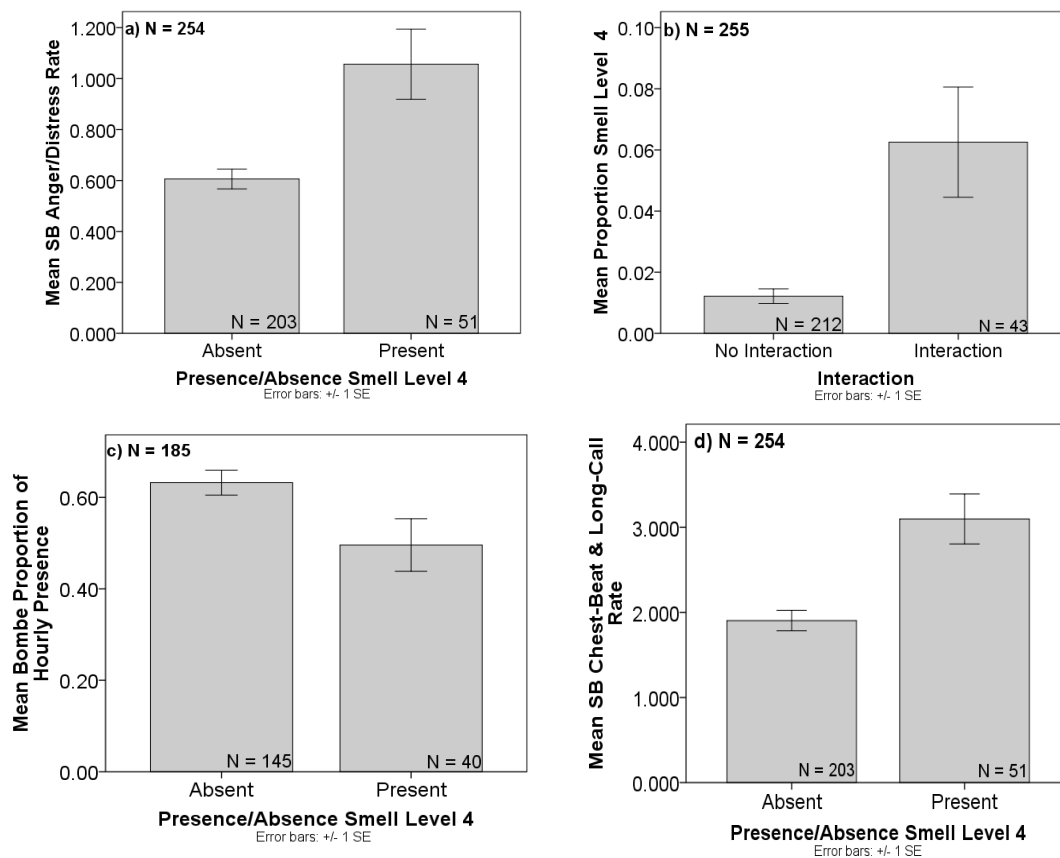 a) N = 254
Mean SB Anger/Distress Rate
1.200
1.000
0.800
0.600
0.400
0.200
0.000
N = 203
N = 51
Absent
Present
Presence/Absence Smell Level 4
Error bars: +/- 1 SE
b) N = 255
Mean Proportion Smell Level 4
0.10
0.08
0.06
0.04
0.02
0.00
N = 212
N = 43
No Interaction
Interaction
Interaction
Error bars: +/- 1 SE
c) N = 185
Mean Bombe Proportion of
Hourly Presence
0.60
0.40
0.20
0.00
N = 145
N = 40
Absent
Present
Presence/Absence Smell Level 4
Error bars: +/- 1 SE
d) N = 254
Mean SB Chest-Beat & Long-Call
Rate
4.000
3.000
2.000
1.000
0.000
N = 203
N = 51
Absent
Present
Presence/Absence Smell Level 4
Error bars: +/- 1 SE